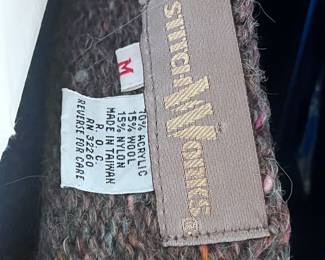 STITCH WORKS®
M
70% ACRYLIC
15% WOOL
15% NYLON
MADE IN TAIWAN
R. O. C.
RN 32260
REVERSE FOR CARE